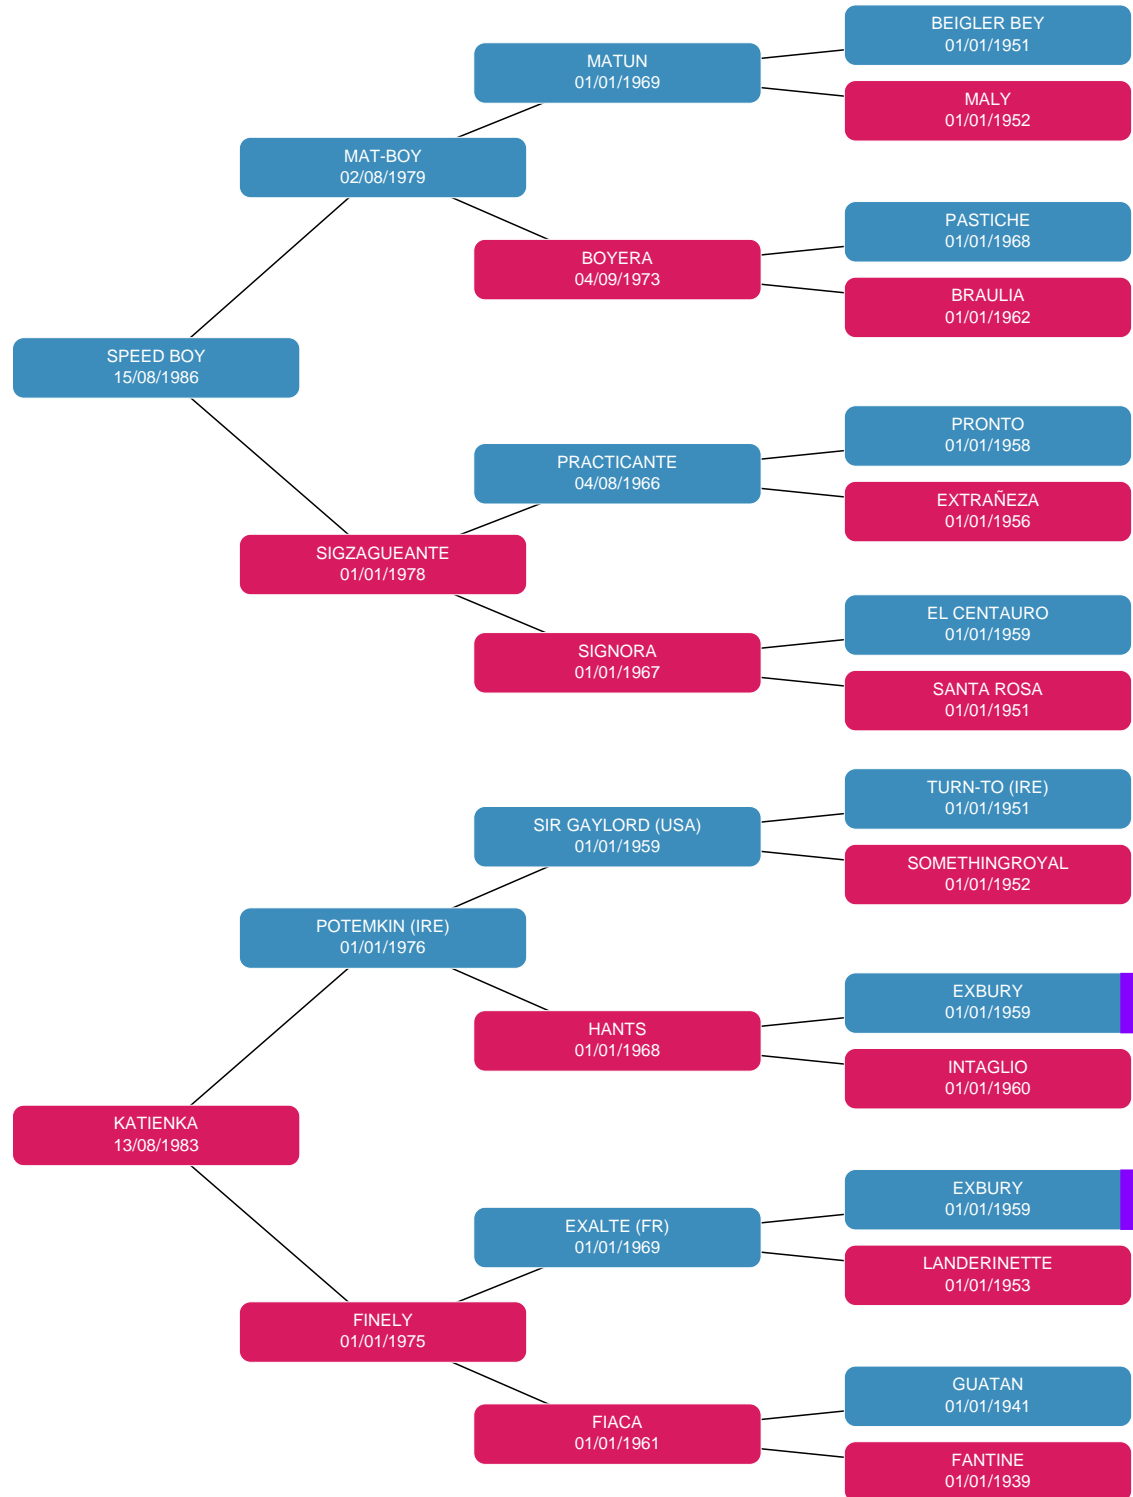 BEIGLER BEY
01/01/1951
MATUN
01/01/1969
MALY
01/01/1952
MAT-BOY
02/08/1979
PASTICHE
01/01/1968
BOYERA
04/09/1973
BRAULIA
01/01/1962
SPEED BOY
15/08/1986
PRONTO
01/01/1958
PRACTICANTE
04/08/1966
EXTRAÑEZA
01/01/1956
SIGZAGUEANTE
01/01/1978
EL CENTAURO
01/01/1959
SIGNORA
01/01/1967
SANTA ROSA
01/01/1951
TURN-TO (IRE)
01/01/1951
SIR GAYLORD (USA)
01/01/1959
SOMETHINGROYAL
01/01/1952
POTEMKIN (IRE)
01/01/1976
EXBURY
01/01/1959
HANTS
01/01/1968
INTAGLIO
01/01/1960
KATIENKA
13/08/1983
EXBURY
01/01/1959
EXALTE (FR)
01/01/1969
LANDERINETTE
01/01/1953
FINELY
01/01/1975
GUATAN
01/01/1941
FIACA
01/01/1961
FANTINE
01/01/1939